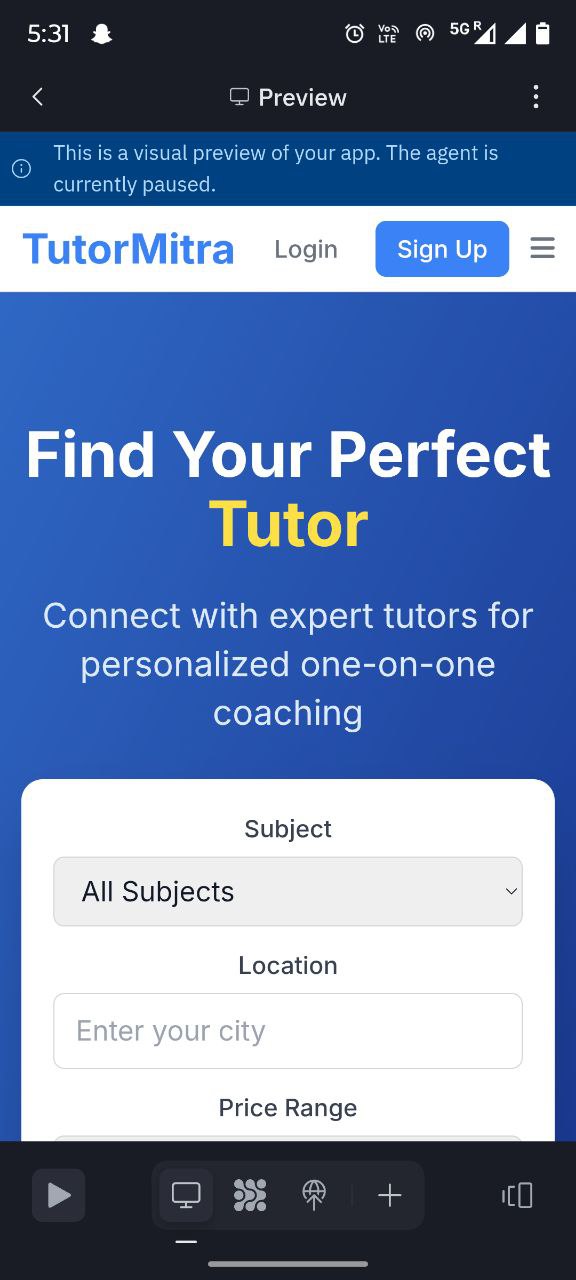 5:31
Vo))
LTE
5G R
Preview
This is a visual preview of your app. The agent is
currently paused.
TutorMitra
Login
Sign Up
Find Your Perfect
Tutor
Connect with expert tutors for
personalized one-on-one
coaching
Subject
All Subjects
Location
Enter your city
Price Range